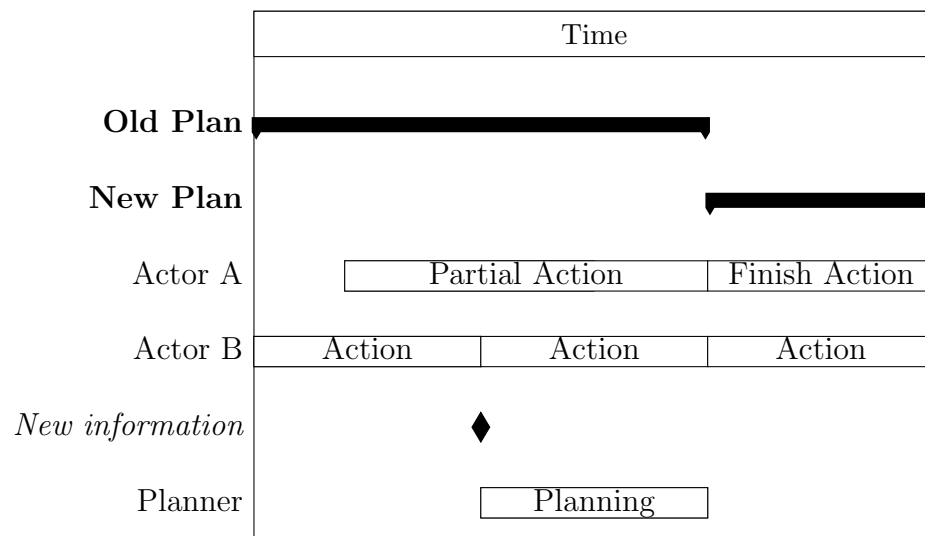 Time
Old Plan
New Plan
Actor A Partial Action Finish Action
Actor B Action Action Action
New information
Planner Planning